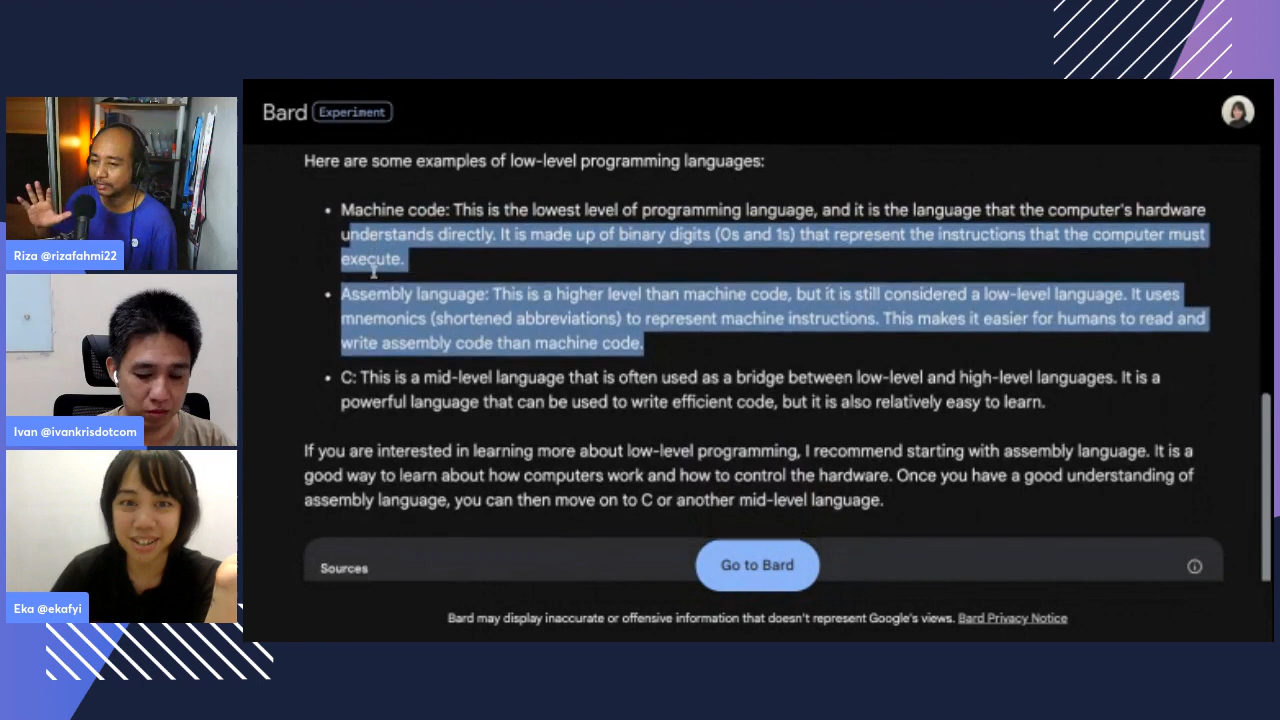 Bard Experiment
Here are some examples of low-level programming languages:
• Machine code: This is the lowest level of programming language, and it is the language that the computer's hardware
understands directly. It is made up of binary digits (0s and 1s) that represent the instructions that the computer must
execute.
• Assembly language: This is a higher level than machine code, but it is still considered a low-level language. It uses
mnemonics (shortened abbreviations) to represent machine instructions. This makes it easier for humans to read and
write assembly code than machine code.
• C: This is a mid-level language that is often used as a bridge between low-level and high-level languages. It is a
powerful language that can be used to write efficient code, but it is also relatively easy to learn.
If you are interested in learning more about low-level programming, I recommend starting with assembly language. It is a
good way to learn about how computers work and how to control the hardware. Once you have a good understanding of
assembly language, you can then move on to C or another mid-level language.
Sources
Go to Bard
Bard may display inaccurate or offensive information that doesn't represent Google's views. Bard Privacy Notice
Riza @rizafahmi22
Ivan @ivankrisdotcom
Eka @ekafyi